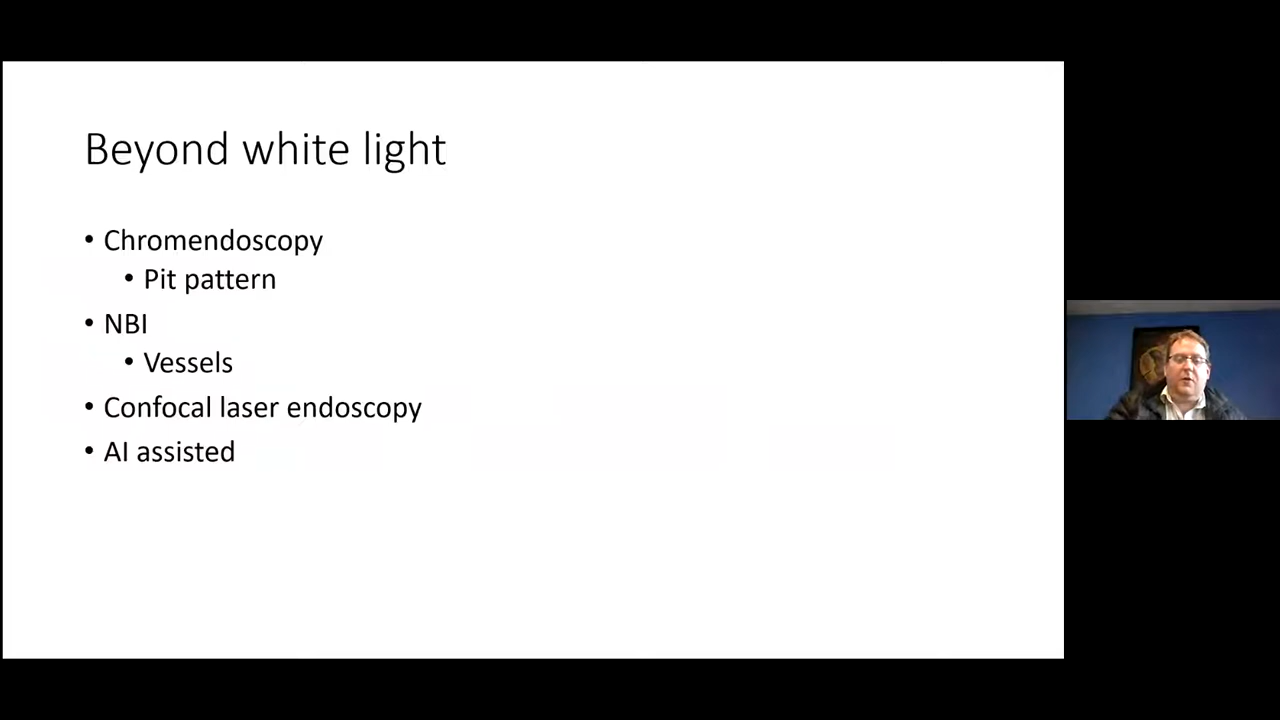 Beyond white light
• Chromendoscopy
• Pit pattern
• NBI
• Vessels
• Confocal laser endoscopy
• AI assisted